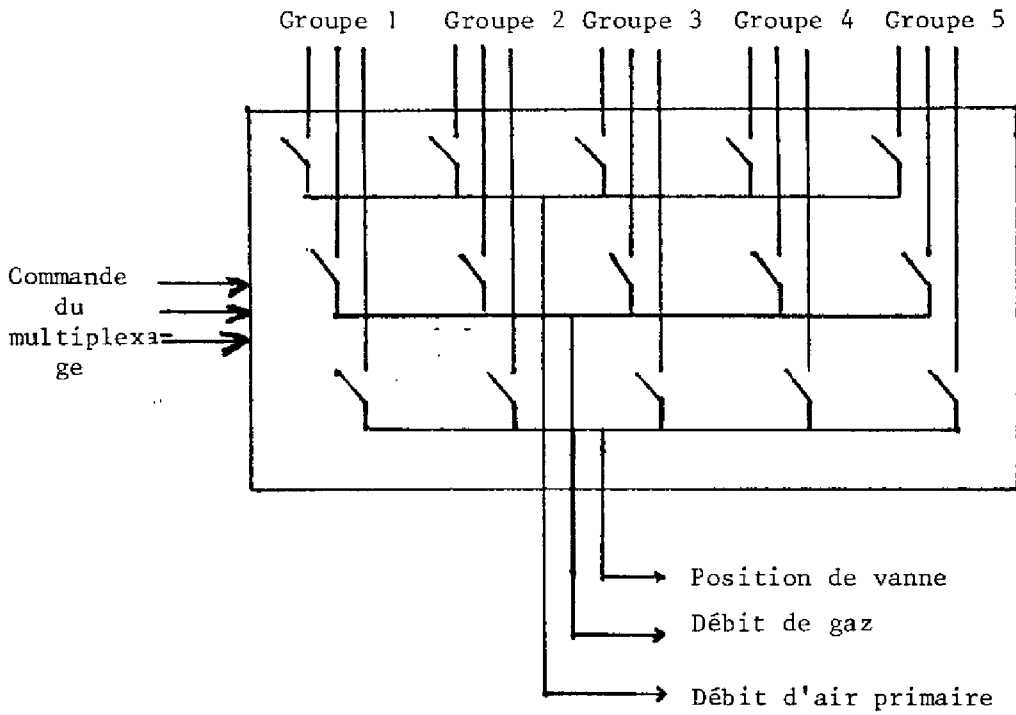 Groupe 1 Groupe 2 Groupe 3 Groupe 4 Groupe 5
Commande
du
multiplexa-
ge
Position de vanne
Débit de gaz
Débit d'air primaire